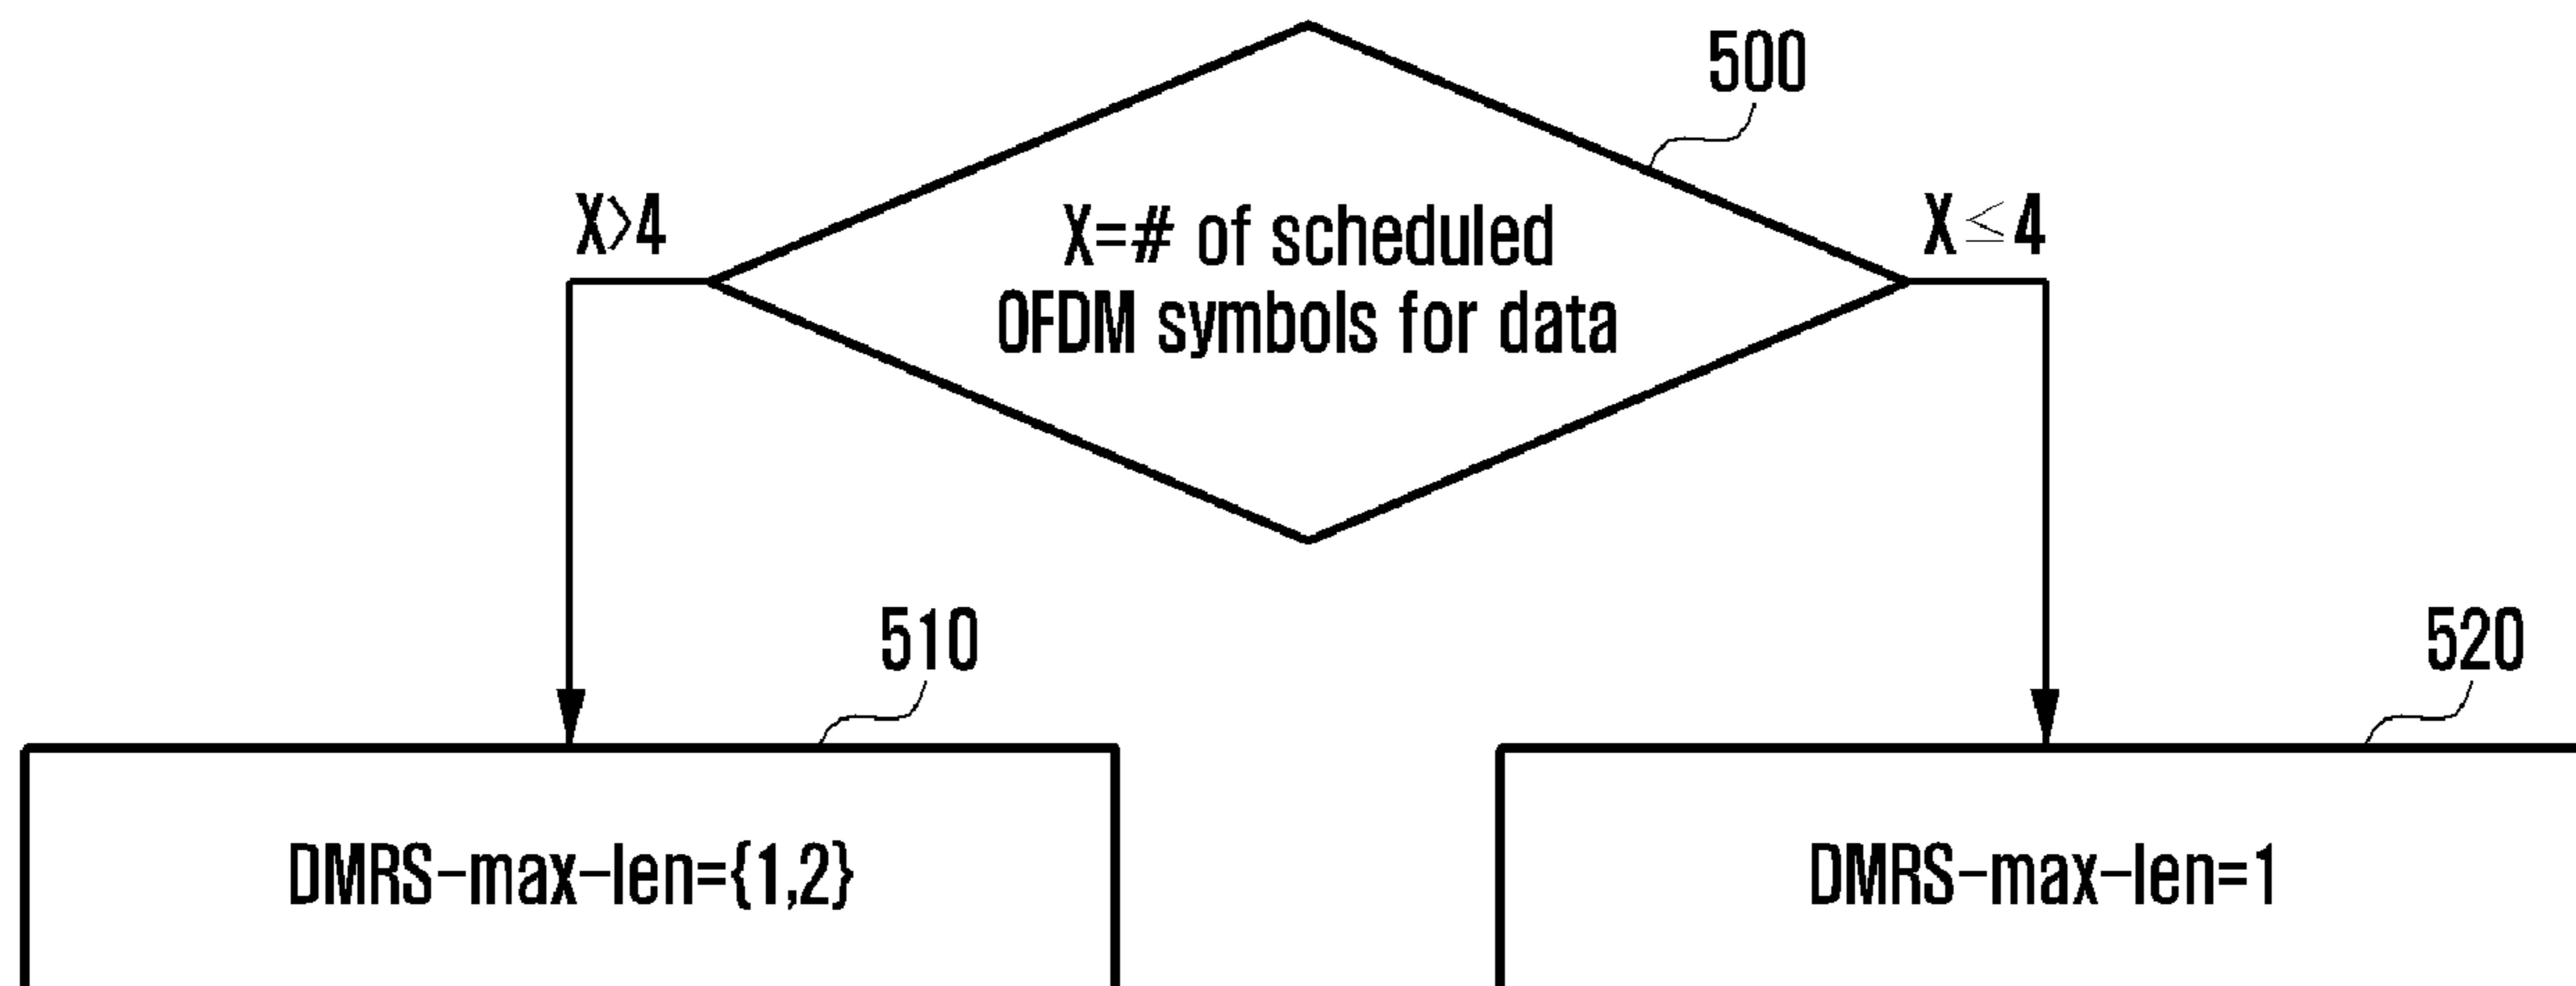 500
X>4
X≤4
X=# of scheduled
OFDM symbols for data
510
520
DMRS-max-len={1,2}
DMRS-max-len=1